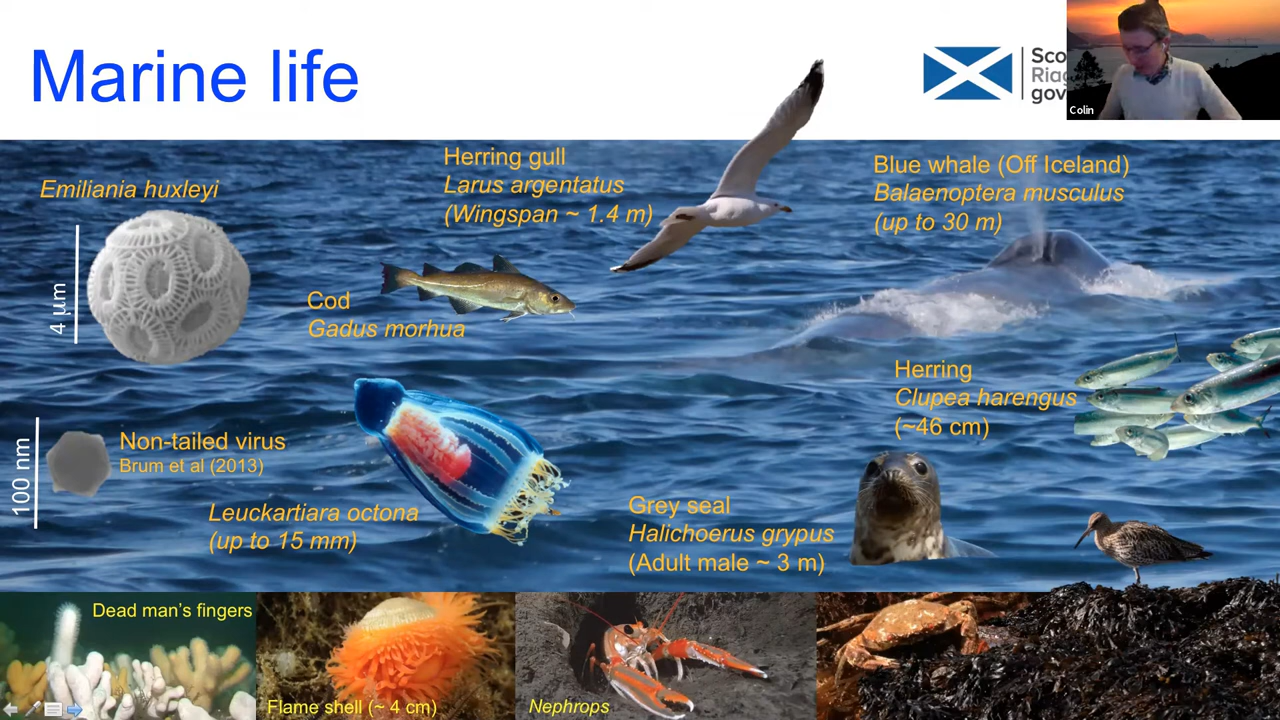 Marine life
Sco
Ria
gov
Colin
Emiliania huxleyi
4 µm
Herring gull
Larus argentatus
(Wingspan ~ 1.4 m)
Blue whale (Off Iceland)
Balaenoptera musculus
(up to 30 m)
Cod
Gadus morhua
Herring
Clupea harengus
(~46 cm)
100 nm
Non-tailed virus
Brum et al (2013)
Leuckartiara octona
(up to 15 mm)
Grey seal
Halichoerus grypus
(Adult male ~ 3 m)
Dead man’s fingers
Flame shell (~ 4 cm)
Nephrops